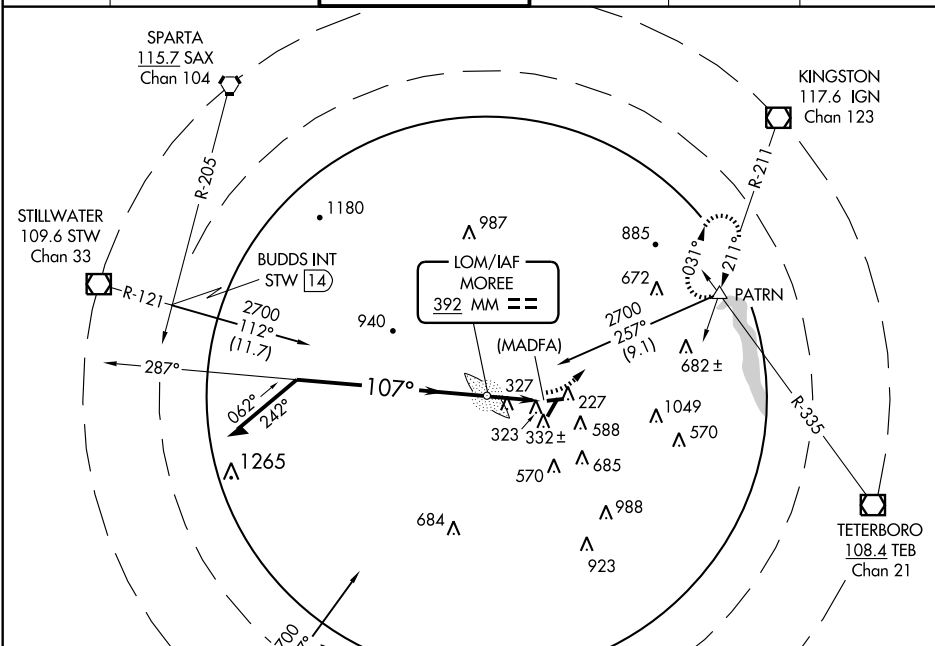 SPARTA
115.7 SAX
Chan 104
KINGSTON
117.6 IGN
Chan 123
R-205
R-211
STILLWATER
109.6 STW
Chan 33
1180
987
885
BUDDS INT
STW 14
LOM/IAF
MOREE
392 MM
031°
211°
672
PATRN
R-121
2700
112°
(11.7)
940
2700
257°
(9.1)
(MADFA)
682 ±
287°
107°
327
227
062°
242°
323
332 ±
588
1049
570
R-335
1265
570
685
684
988
923
TETERBORO
108.4 TEB
Chan 21